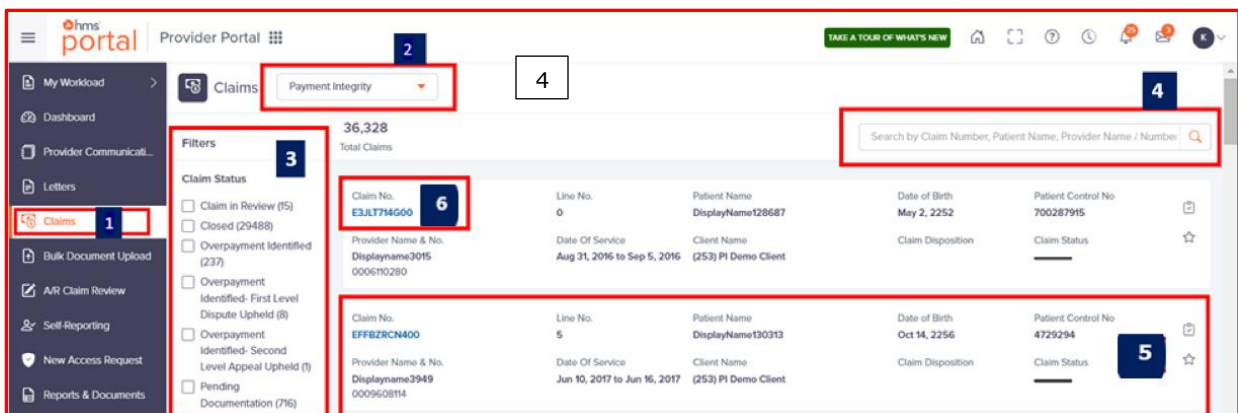 hms
portal
Provider Portal
TAKE A TOUR OF WHAT'S NEW
25
3
K
2
4
4
My Workload
Dashboard
Provider Communicati...
Letters
Claims
1
Bulk Document Upload
A/R Claim Review
Self-Reporting
New Access Request
Reports & Documents
Claims
Payment Integrity
Filters
3
Claim Status
Claim in Review (15)
Closed (29488)
Overpayment Identified
(237)
Overpayment
Identified- First Level
Dispute Upheld (8)
Overpayment
Identified- Second
Level Appeal Upheld (1)
Pending
Documentation (716)
36,328
Total Claims
Search by Claim Number, Patient Name, Provider Name / Number
Claim No. Line No. Patient Name Date of Birth Patient Control No
E3JLT714G00 6 0 DisplayName128687 May 2, 2252 700287915
Provider Name & No. Date Of Service Client Name Claim Disposition Claim Status
Displayname3015 Aug 31, 2016 to Sep 5, 2016 (253) PI Demo Client
0006110280
Claim No. Line No. Patient Name Date of Birth Patient Control No
EFFBZRCN400 5 DisplayName130313 Oct 14, 2256 4729294
5
Provider Name & No. Date Of Service Client Name Claim Disposition Claim Status
Displayname3949 Jun 10, 2017 to Jun 16, 2017 (253) PI Demo Client
0009608114